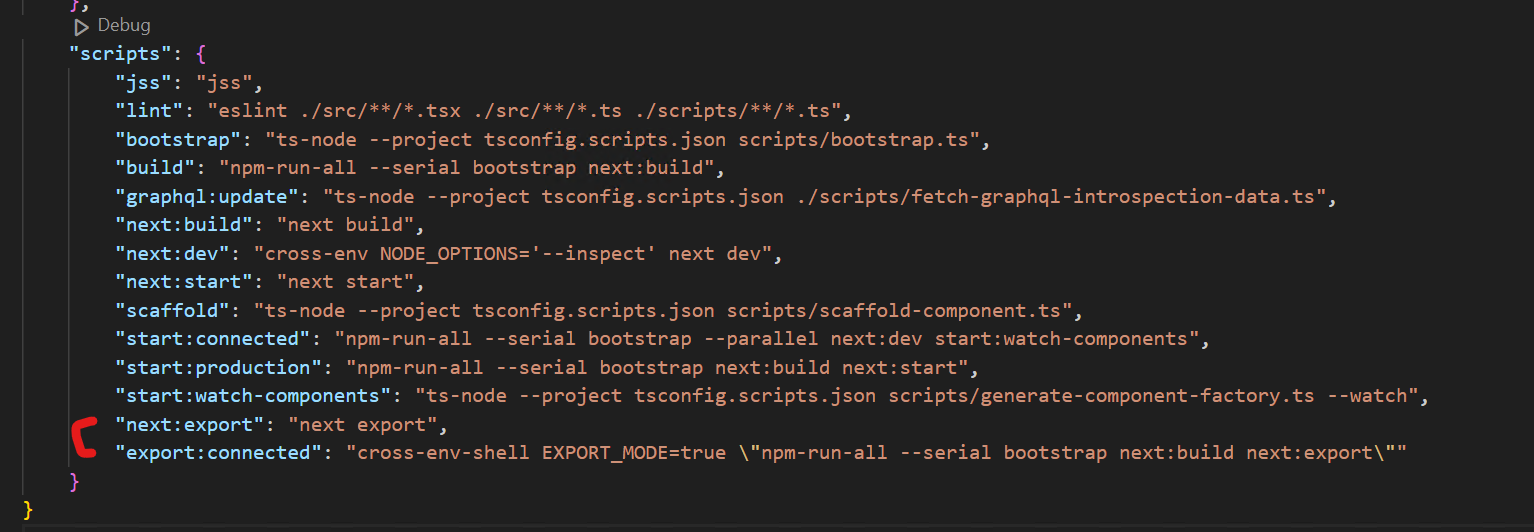 },
Debug
"scripts": {
"jss": "jss",
"lint": "eslint ./src/**/*.tsx ./src/**/*.ts ./scripts/**/*.ts",
"bootstrap": "ts-node --project tsconfig.scripts.json scripts/bootstrap.ts",
"build": "npm-run-all --serial bootstrap next:build",
"graphql:update": "ts-node --project tsconfig.scripts.json ./scripts/fetch-graphql-introspection-data.ts",
"next:build": "next build",
"next:dev": "cross-env NODE_OPTIONS='--inspect' next dev",
"next:start": "next start",
"scaffold": "ts-node --project tsconfig.scripts.json scripts/scaffold-component.ts",
"start:connected": "npm-run-all --serial bootstrap --parallel next:dev start:watch-components",
"start:production": "npm-run-all --serial bootstrap next:build next:start",
"start:watch-components": "ts-node --project tsconfig.scripts.json scripts/generate-component-factory.ts --watch",
"next:export": "next export",
"export:connected": "cross-env-shell EXPORT_MODE=true \"npm-run-all --serial bootstrap next:build next:export\""
}
}